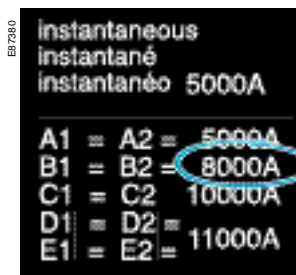 E87380
instantaneous
instantané
instantanéo 5000A
A1 = A2 = 5000A
B1 = B2 = 8000A
C1 = C2 10000A
D1 = D2 =
E1 = E2 = 11000A